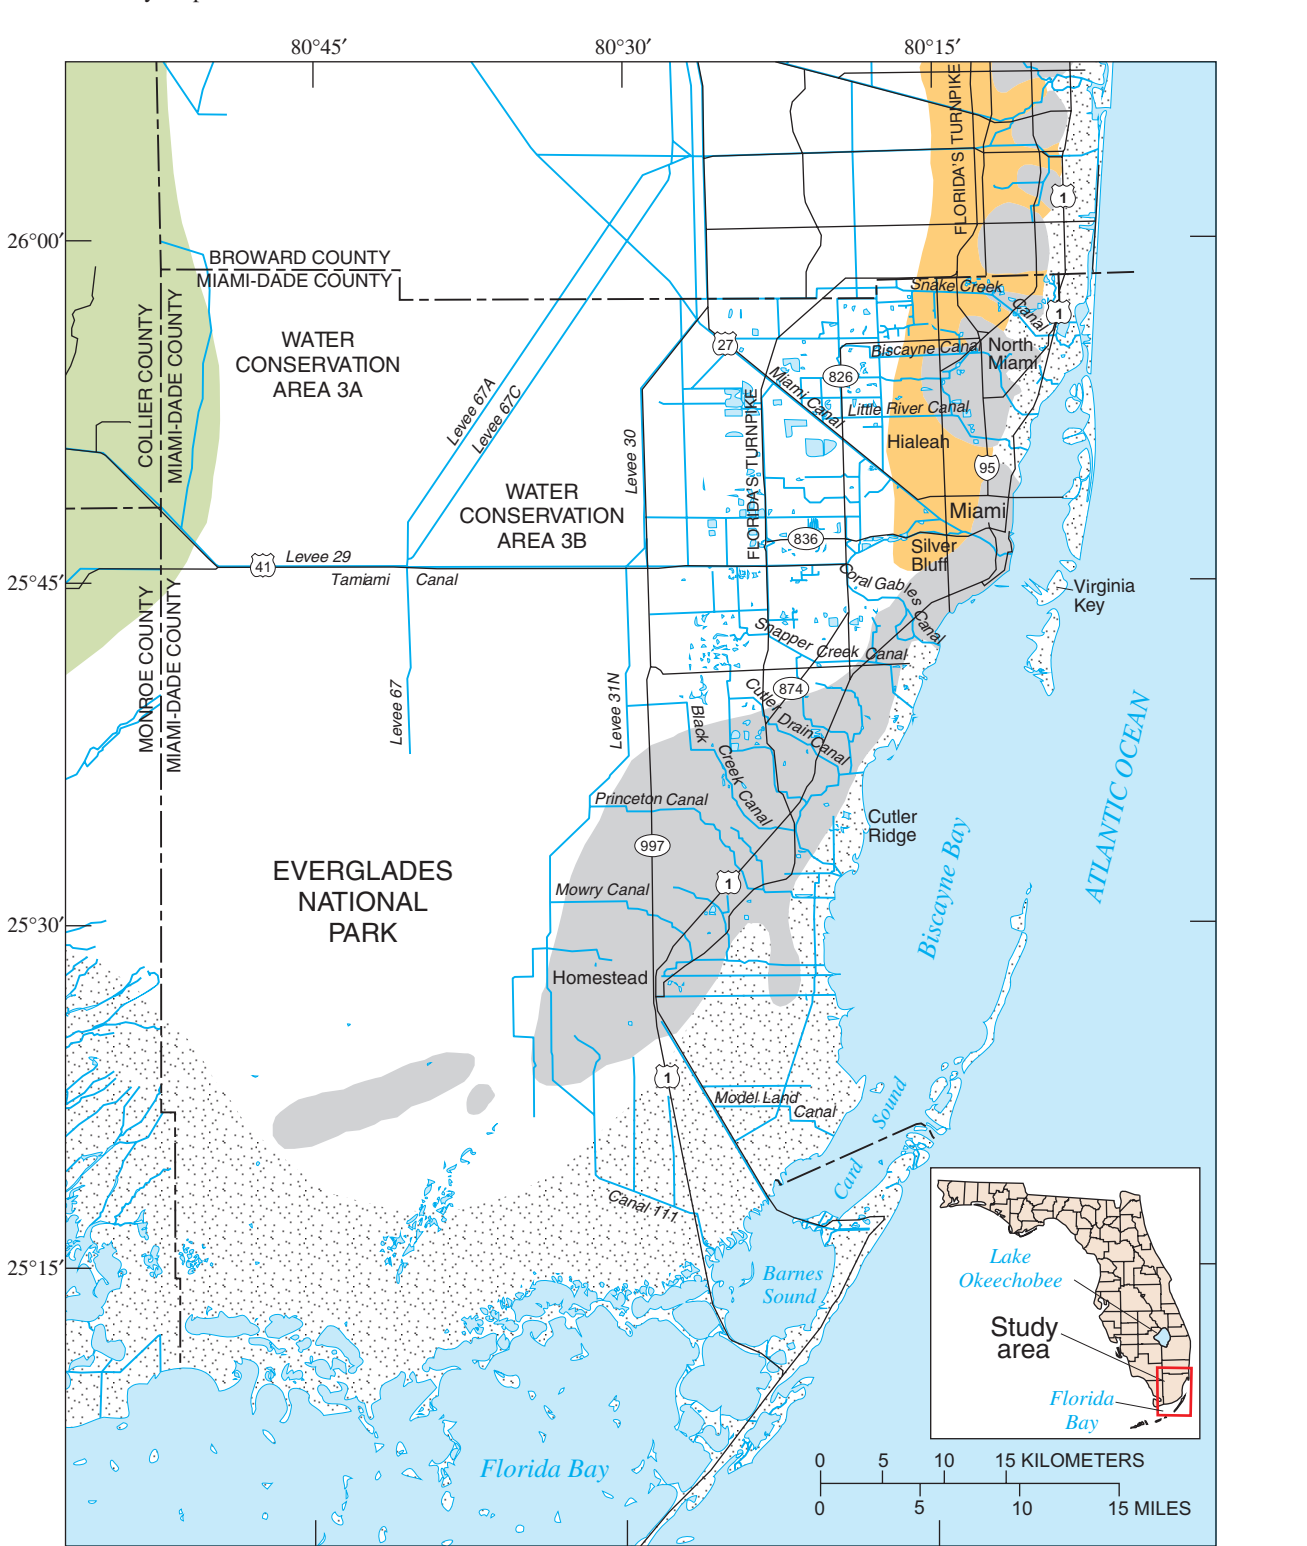 80°45′
80°30′
80°15′
FLORIDA'S TURNPIKE
1
26°00′
BROWARD COUNTY
MIAMI-DADE COUNTY
COLLIER COUNTY
MIAMI-DADE COUNTY
Snake Creek
Canal
1
WATER
CONSERVATION
AREA 3A
27
Biscayne Canal
North
Miami
826
Miami Canal
Levee 67A
Levee 67C
Little River Canal
FLORIDA'S TURNPIKE
Levee 30
Hialeah
95
WATER
CONSERVATION
AREA 3B
Miami
836
Silver
Bluff
41
Levee 29
Tamiami
Canal
25°45′
Coral Gables
Canal
Virginia
Key
MONROE COUNTY
MIAMI-DADE COUNTY
Snapper
Creek
Canal
874
Levee 67
Levee 31N
Black
Creek Canal
Cutler
Drain
Canal
ATLANTIC OCEAN
Princeton Canal
Cutler
Ridge
997
Biscayne Bay
EVERGLADES
NATIONAL
PARK
1
Mowry Canal
25°30′
Homestead
1
Model Land
Canal
Card
Sound
Canal 111
25°15′
Barnes
Sound
Lake
Okeechobee
Study
area
Florida
Bay
Florida Bay
0
5
10
15 KILOMETERS
0
5
10
15 MILES